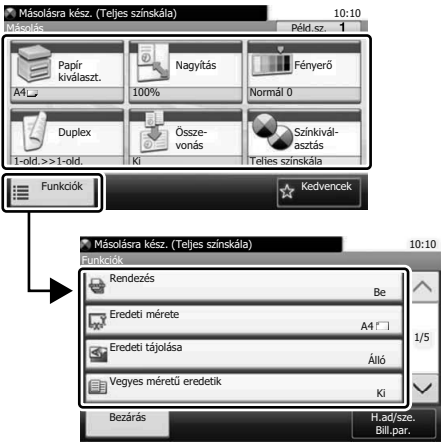 Másolásra kész. (Teljes színskála) 10:10
Másolás Péld.sz. 1
Papír
kiválaszt.
A4
Nagyítás
100%
Fényerő
Normál 0
Duplex
1-old.>>1-old.
Össze-
vonás
Ki
Színkivál-
asztás
Teljes színskála
Funkciók
Kedvencek
Másolásra kész. (Teljes színskála) 10:10
Funkciók
Rendezés
Be
Eredeti mérete
A4
1/5
Eredeti tájolása
Álló
Vegyes méretű eredetik
Ki
Bezárás
H.ad/sze.
Bill.par.